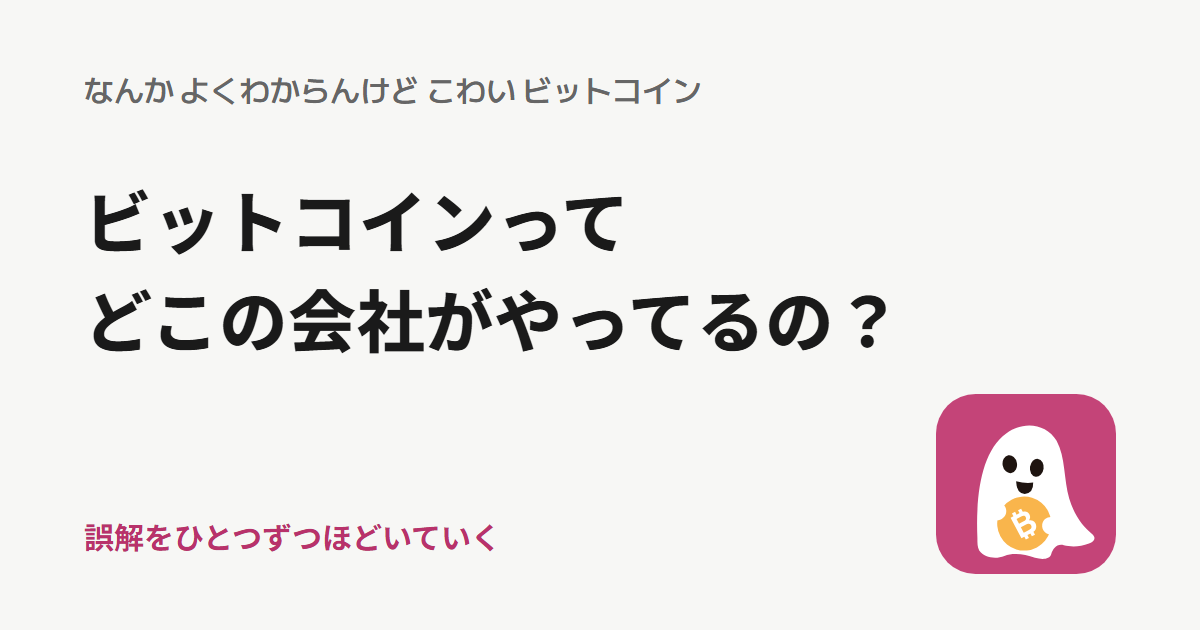 なんか よくわからんけど こわい ビットコイン
ビットコインって
どこの会社がやってるの？
誤解をひとつずつほどいていく